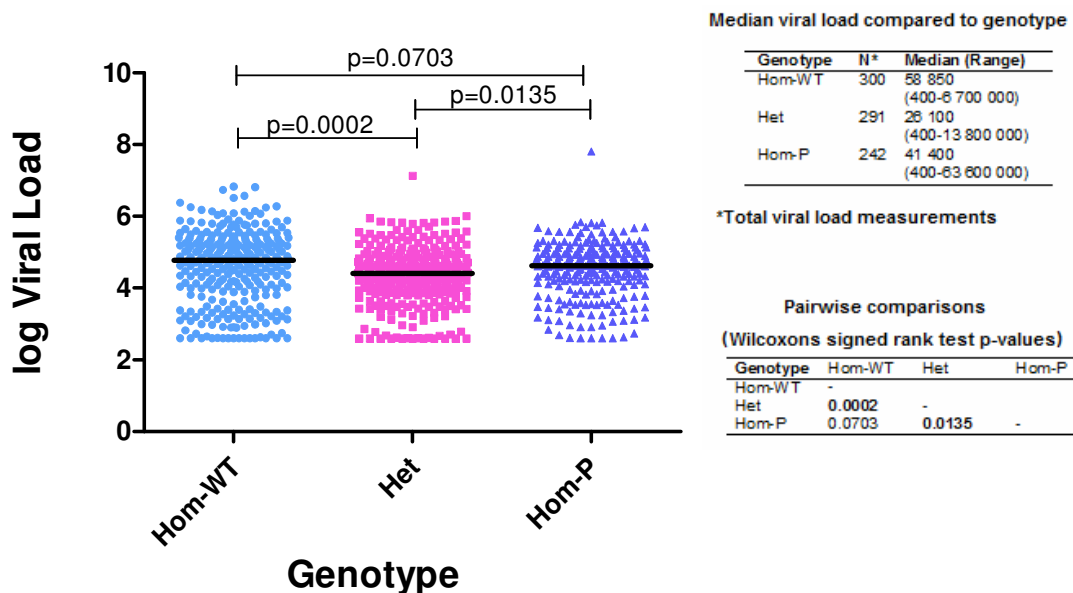 log Viral Load
10
8
6
4
2
0
p=0.0703
p=0.0135
p=0.0002
Hom-WT
Het
Hom-P
Genotype
Median viral load compared to genotype
Genotype N* Median (Range)
Hom-WT 300 58 850
(400-6 700 000)
Het 291 26 100
(400-13 800 000)
Hom-P 242 41 400
(400-63 600 000)
*Total viral load measurements
Pairwise comparisons
(Wilcoxons signed rank test p-values)
Genotype Hom-WT Het Hom-P
Hom-WT -
Het 0.0002 -
Hom-P 0.0703 0.0135 -